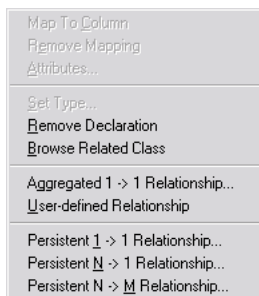 Map To Column
Remove Mapping
Attributes...
Set Type...
Remove Declaration
Browse Related Class
Aggregated 1 -> 1 Relationship...
User-defined Relationship
Persistent 1 -> 1 Relationship...
Persistent N -> 1 Relationship...
Persistent N -> M Relationship...